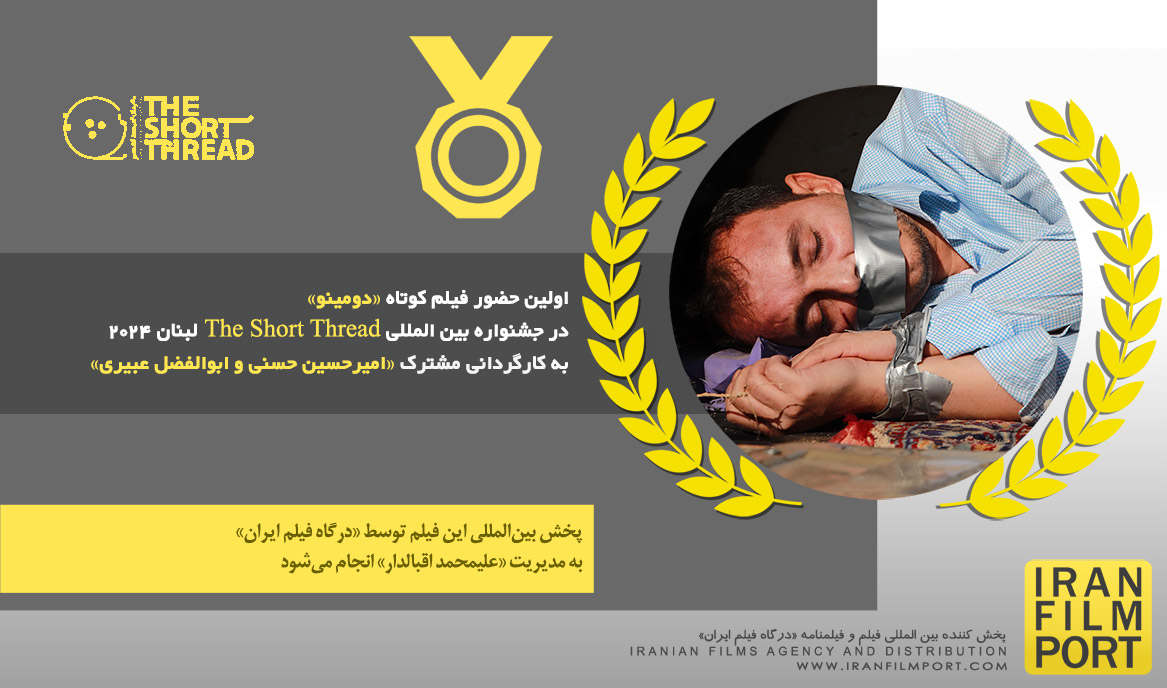 THE
SHORT
THREAD
اولین حضور فیلم کوتاه «دومینو»
در جشنواره بین المللی The Short Thread لبنان ۲۰۲۴
به کارگردانی مشترک «امیرحسین حسنی و ابوالفضل عبیری»
پخش بین‌المللی این فیلم توسط «درگاه فیلم ایران»
به مدیریت «علیمحمد اقبالدار» انجام می‌شود
پخش کننده بین المللی فیلم و فیلمنامه «درگاه فیلم ایران»
IRANIAN FILMS AGENCY AND DISTRIBUTION
WWW.IRANFILMPORT.COM
IRAN
FILM
PORT